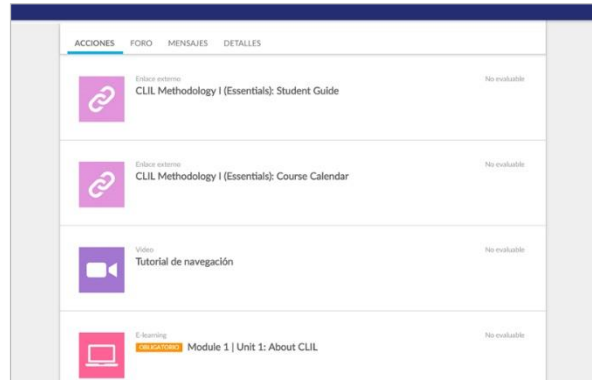 ACCIONES FORO MENSAJES DETALLES
Enlace externo No evaluable
CLIL Methodology I (Essentials): Student Guide
Enlace externo No evaluable
CLIL Methodology I (Essentials): Course Calendar
Video No evaluable
Tutorial de navegación
E-learning No evaluable
OBLIGATORIO Module 1 | Unit 1: About CLIL